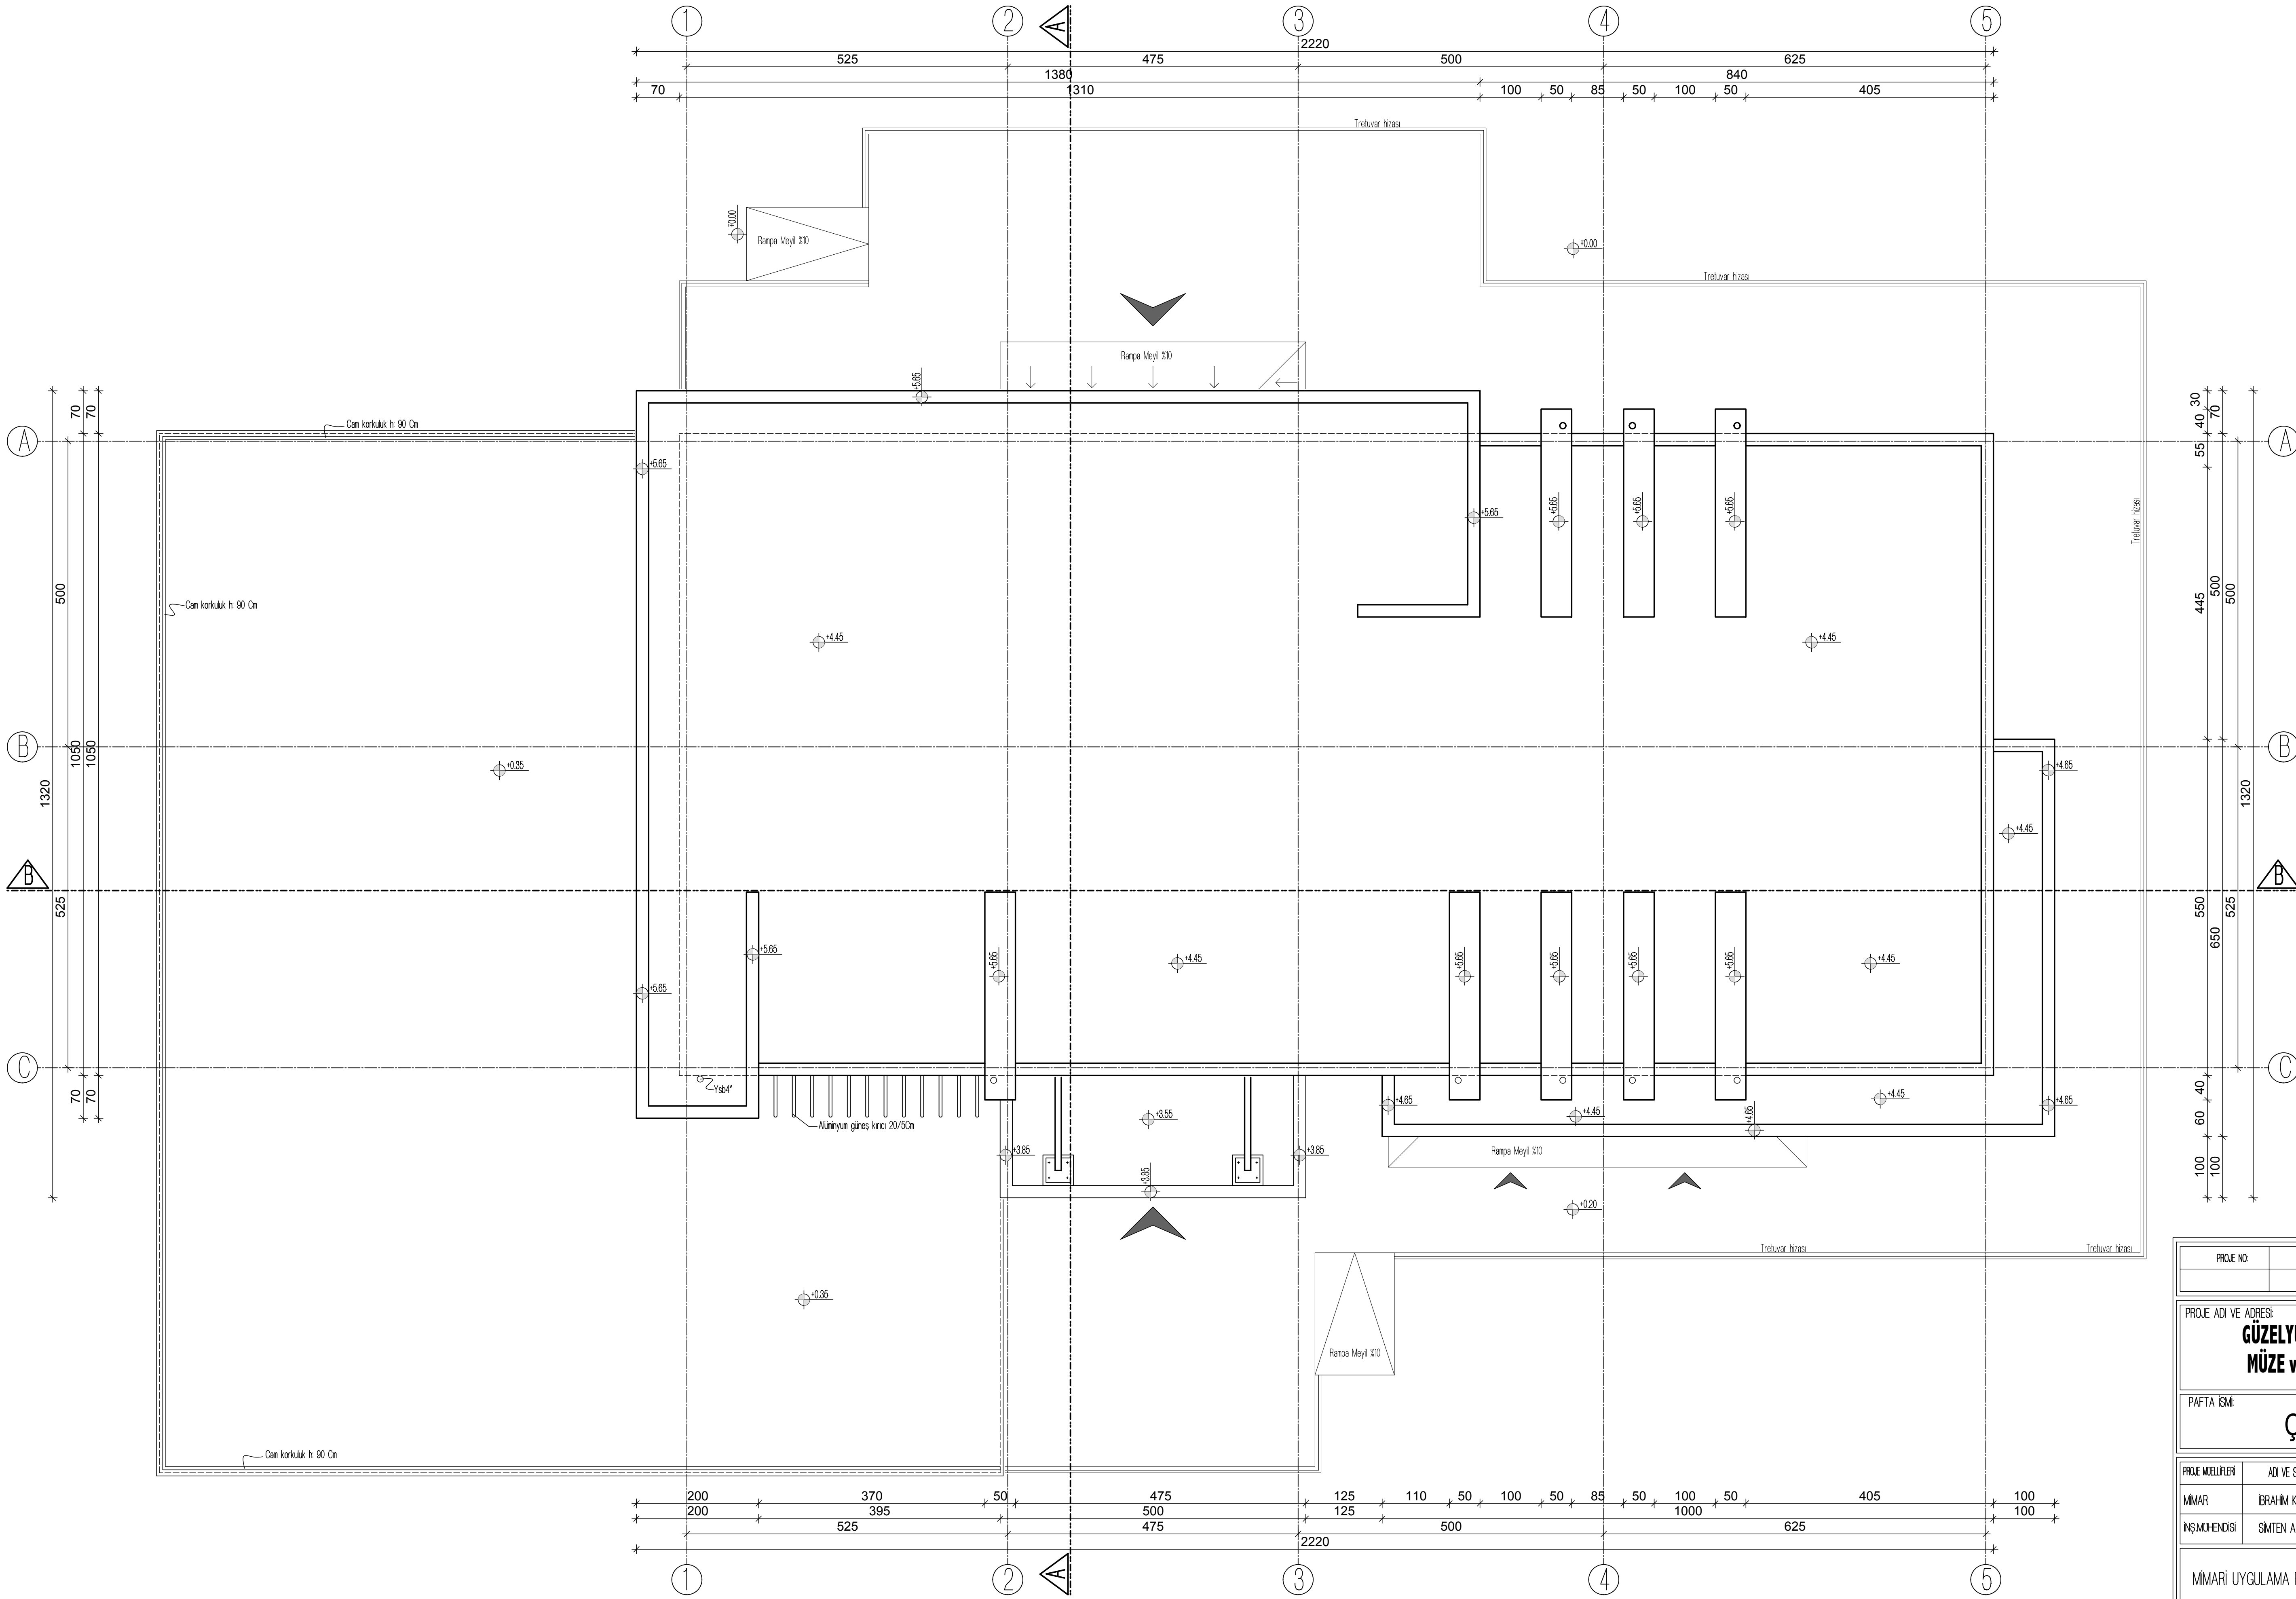 1 2 A 3 4 5
2220
525 475 500 625
1380 840
70 1310 100 50 85 50 100 50 405
Tretuvar hizası
∓0.00
Rampa Meyil %10
∓0.00
Tretuvar hizası
Rampa Meyil %10
+5.65
Cam korkuluk h: 90 Cm
A
A
+5.65
+5.65
+5.65
+5.65
+5.65
Tretuvar hizası
Cam korkuluk h: 90 Cm
+4.45
+4.45
B
B
+0.35
+4.65
+4.45
B
B
+5.65
+5.65
+4.45
+5.65
+5.65
+5.65
+5.65
+4.45
+5.65
C
C
Ysb4"
Alüminyum güneş kırıcı 20/5Cm
+3.55
+4.65
+4.45
+4.65
+4.45
+4.65
+3.85
+3.85
+3.85
Rampa Meyil %10
+0.20
Tretuvar hizası
Tretuvar hizası
+0.35
Rampa Meyil %10
Cam korkuluk h: 90 Cm
1320
500 525
70 1050 70
70 1050 70
30 40 55 445 550 40 60 100
70 500 650 100
500 525
1320
200 370 50 475 125 110 50 100 50 85 50 100 50 405 100
200 395 500 125 1000 100
525 475 500 625
2220
1 2 A 3 4 5
PROJE NO:
PROJE ADI VE ADRESİ:
GÜZELY
MÜZE v
PAFTA İSMİ:
Ç
PROJE MÜELLİFLERİ ADI VE S
MİMAR İBRAHİM K
İNŞ.MÜHENDİSİ SİMTEN A
MİMARİ UYGULAMA